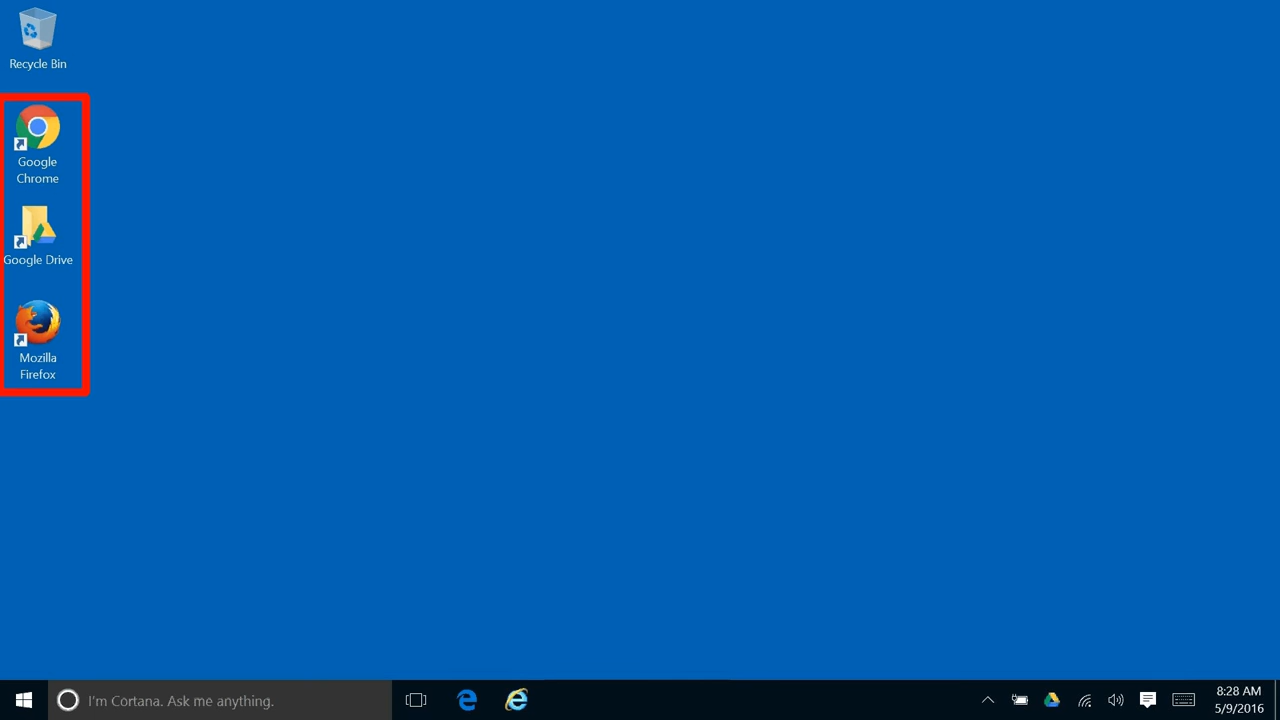 Recycle Bin
Google
Chrome
Google Drive
Mozilla
Firefox
I'm Cortana. Ask me anything.
8:28 AM
5/9/2016